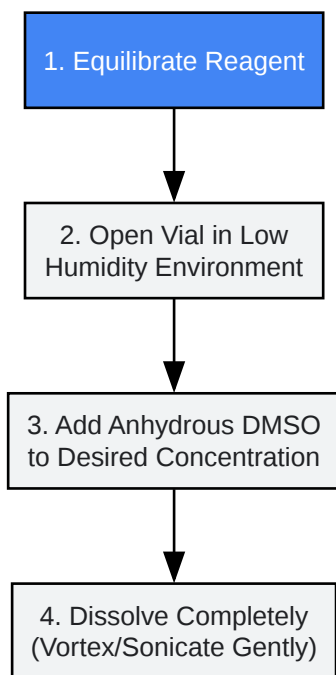 1. Equilibrate Reagent
2. Open Vial in Low
Humidity Environment
3. Add Anhydrous DMSO
to Desired Concentration
4. Dissolve Completely
(Vortex/Sonicate Gently)